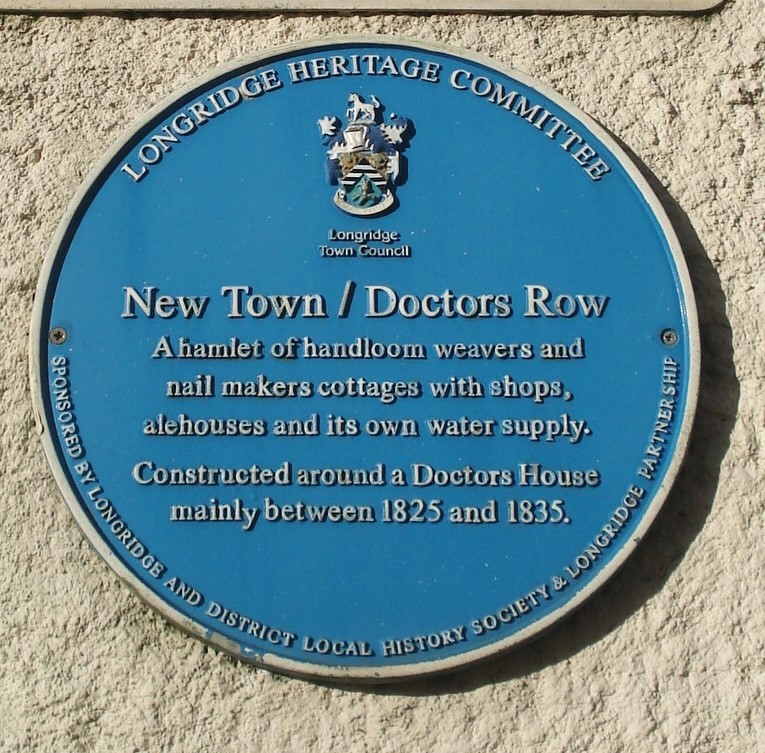 LONGRIDGE HERITAGE COMMITTEE
Longridge
Town Council
New Town / Doctors Row
A hamlet of handloom weavers and
nail makers cottages with shops,
alehouses and its own water supply.
Constructed around a Doctors House
mainly between 1825 and 1835.
SPONSORED BY LONGRIDGE AND DISTRICT LOCAL HISTORY SOCIETY & LONGRIDGE PARTNERSHIP